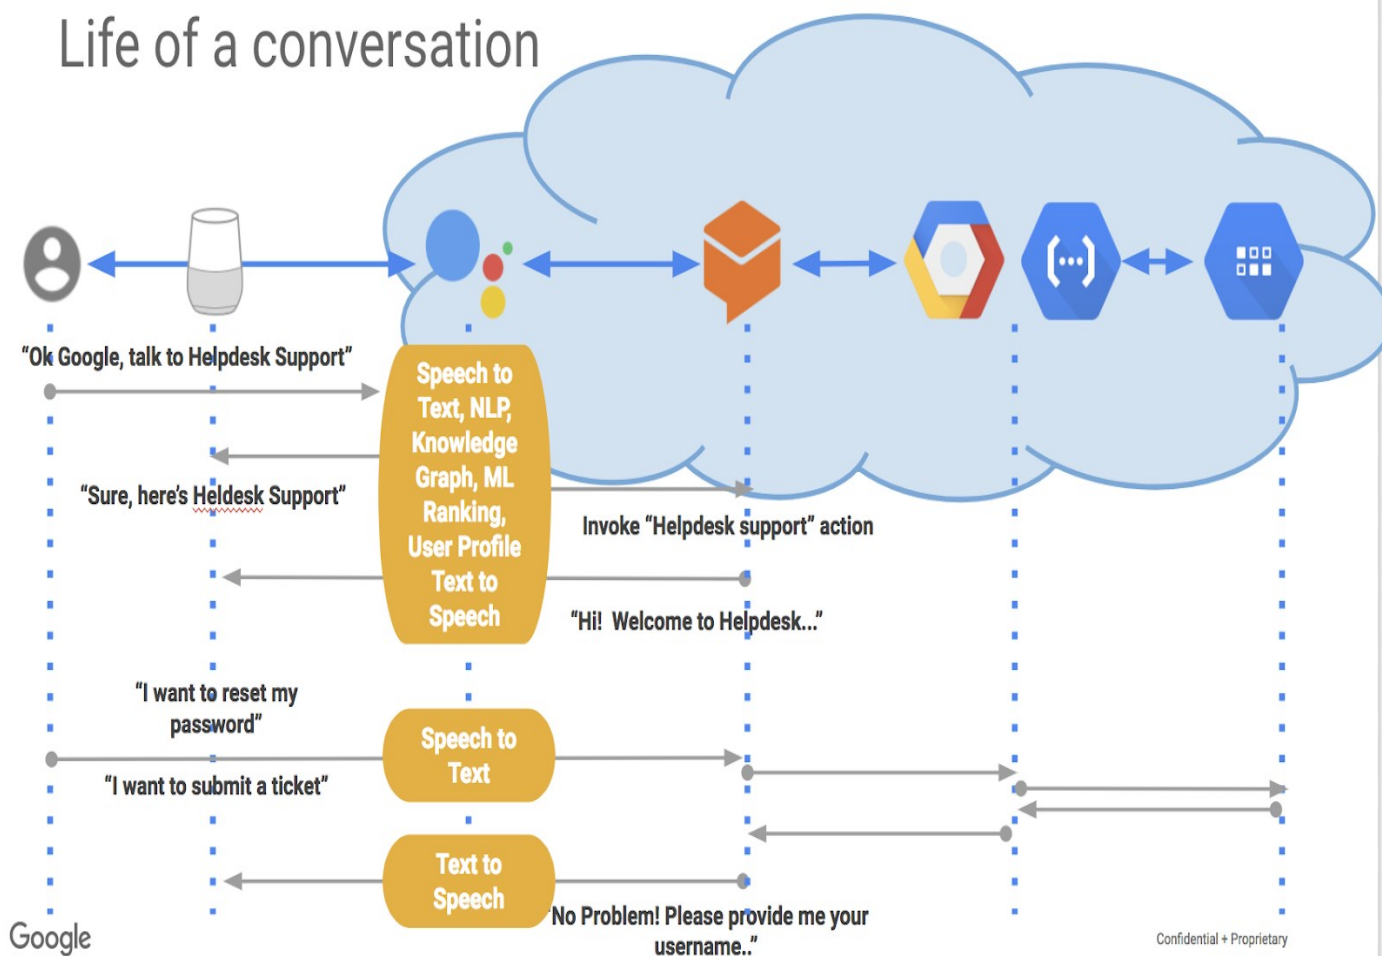 Life of a conversation
“Ok Google, talk to Helpdesk Support”
Speech to
Text, NLP,
Knowledge
Graph, ML
Ranking,
User Profile
Text to
Speech
“Sure, here’s Heldesk Support”
Invoke “Helpdesk support” action
“Hi!  Welcome to Helpdesk...”
“I want to reset my
password”
Speech to
Text
“I want to submit a ticket”
Text to
Speech
“No Problem! Please provide me your
username..”
Google
Confidential + Proprietary